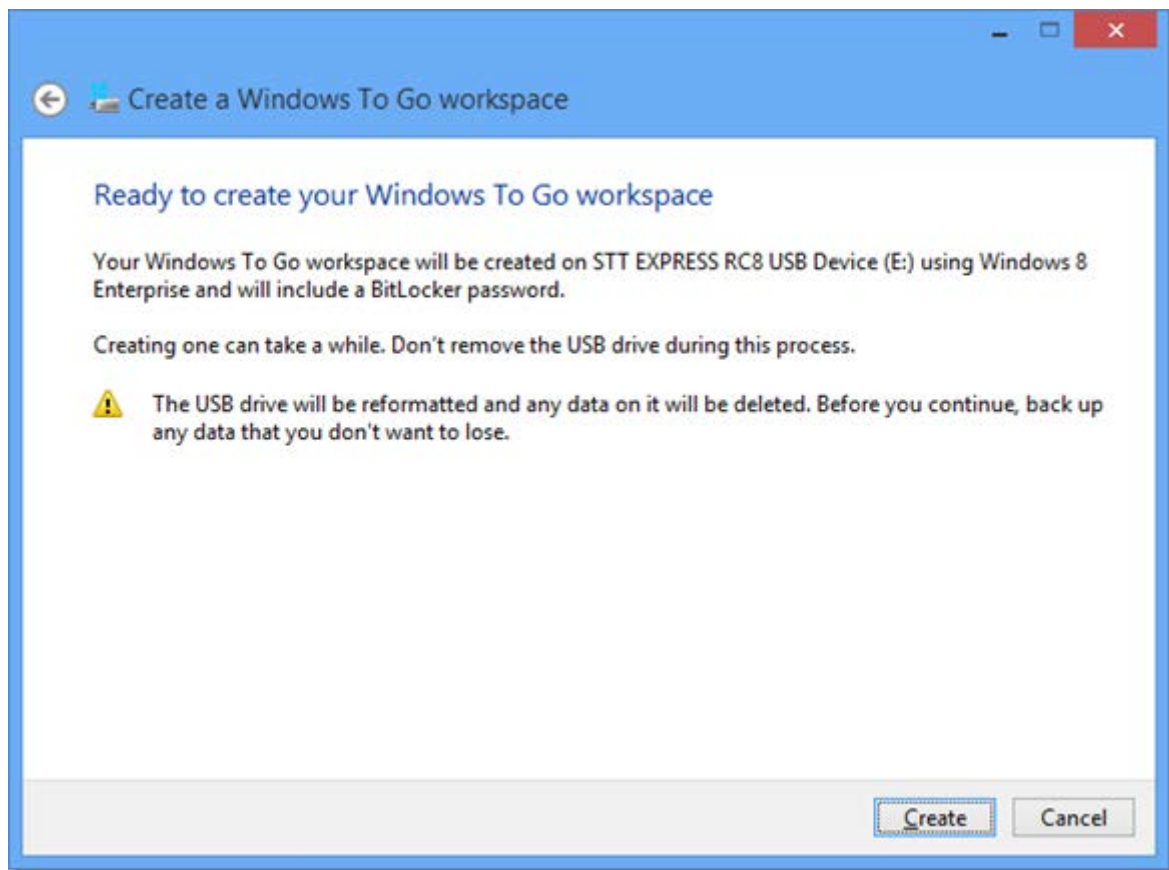 Create a Windows To Go workspace
Ready to create your Windows To Go workspace
Your Windows To Go workspace will be created on STT EXPRESS RC8 USB Device (E:) using Windows 8
Enterprise and will include a BitLocker password.
Creating one can take a while. Don't remove the USB drive during this process.
The USB drive will be reformatted and any data on it will be deleted. Before you continue, back up
any data that you don't want to lose.
Create Cancel